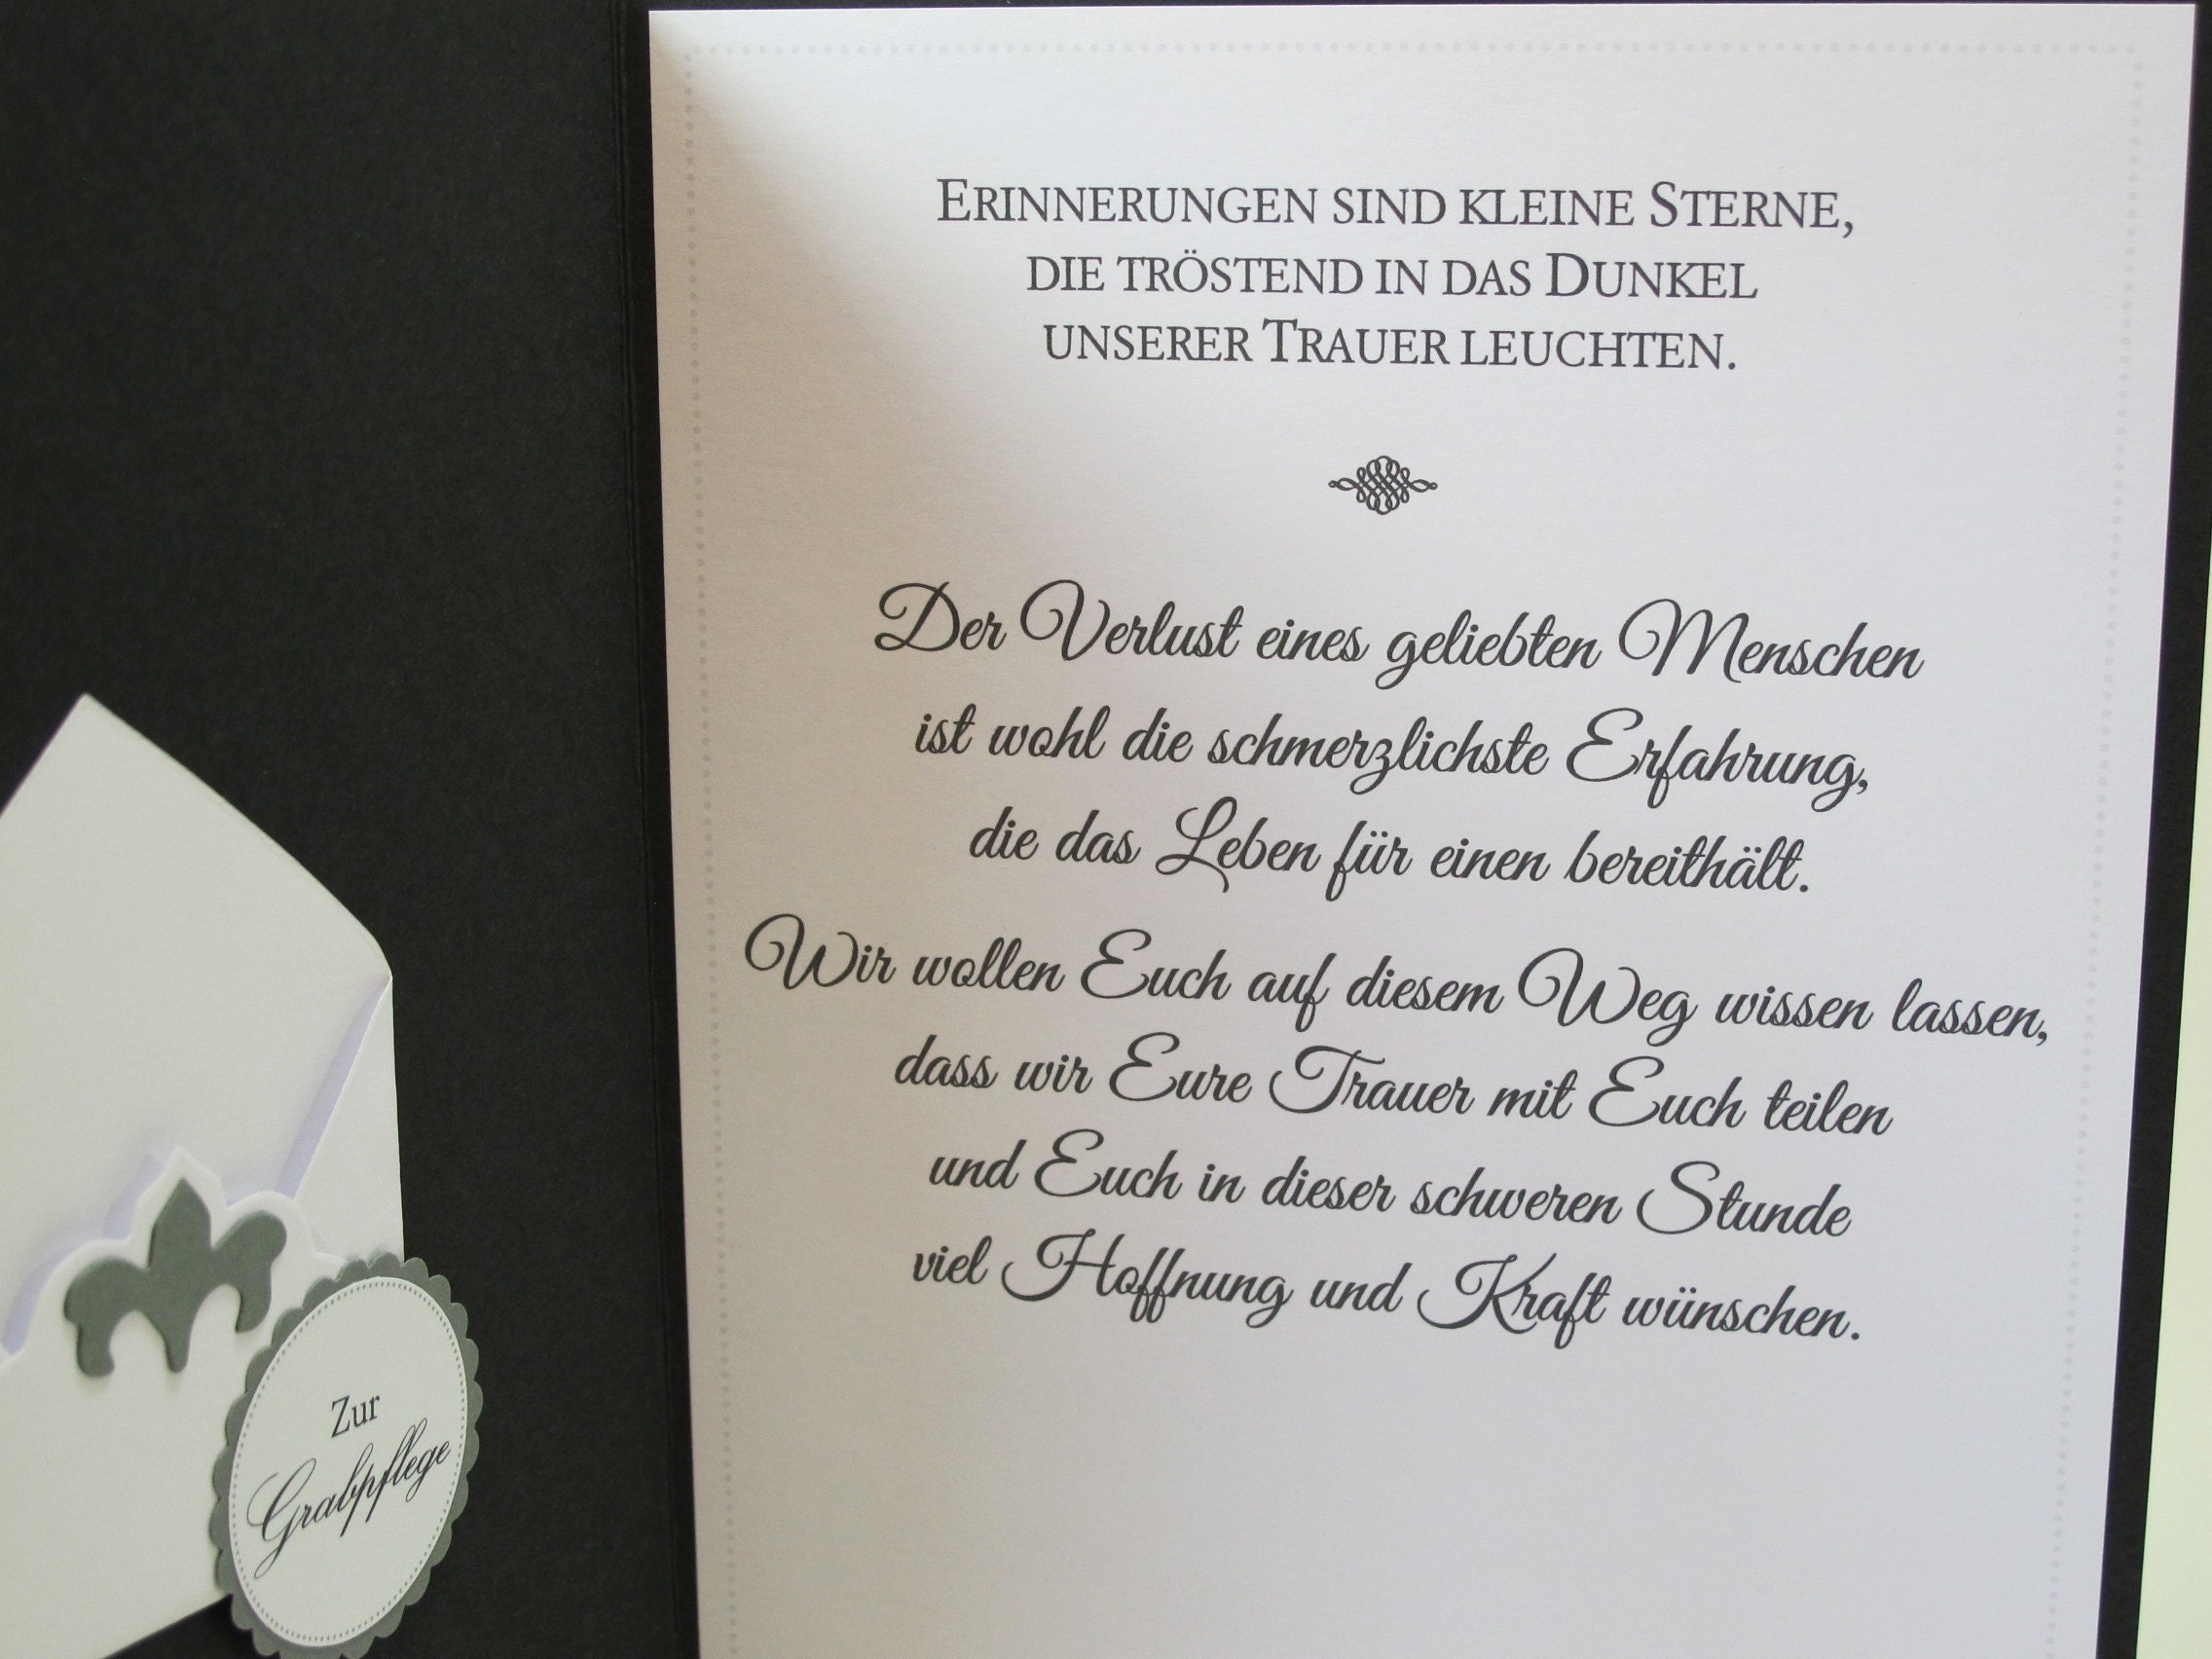 Erinnerungen sind kleine Sterne,
die tröstend in das Dunkel
unserer Trauer leuchten.
Der Verlust eines geliebten Menschen
ist wohl die schmerzlichste Erfahrung,
die das Leben für einen bereithält.
Wir wollen Euch auf diesem Weg wissen lassen,
dass wir Eure Trauer mit Euch teilen
und Euch in dieser schweren Stunde
viel Hoffnung und Kraft wünschen.
Zur
Grabpflege